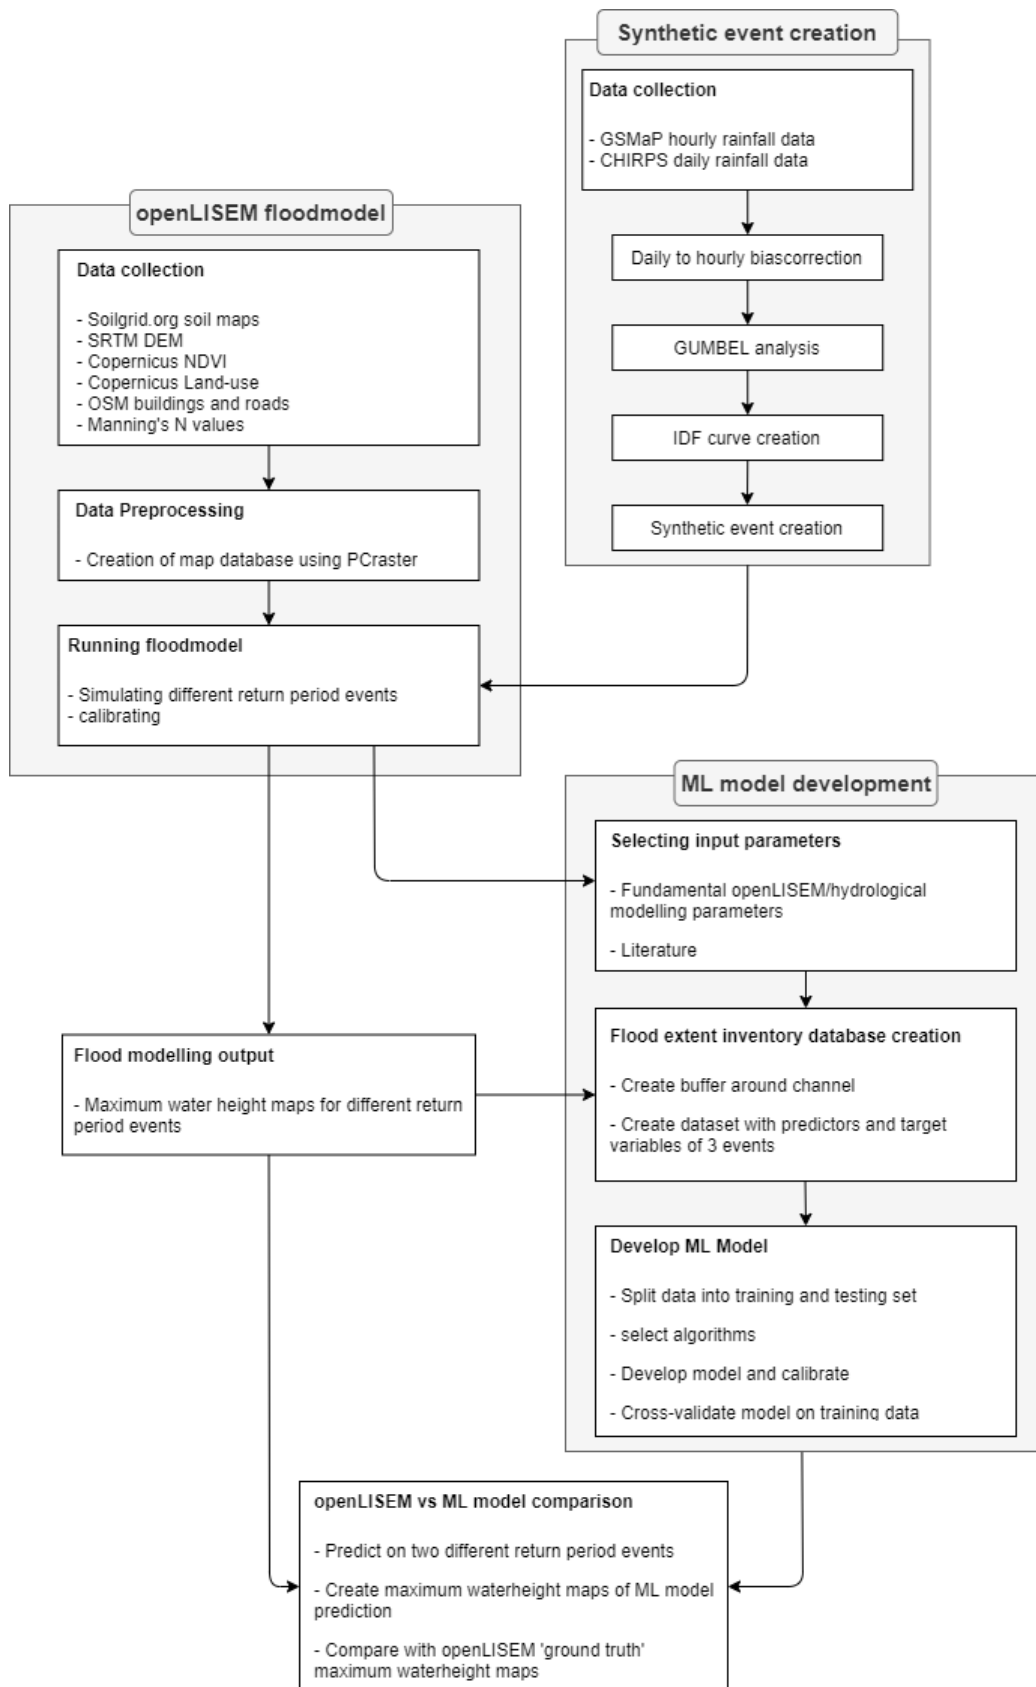 Synthetic event creation
Data collection
- GSMaP hourly rainfall data
- CHIRPS daily rainfall data
Daily to hourly biascorrection
GUMBEL analysis
IDF curve creation
Synthetic event creation
openLISEM floodmodel
Data collection
- Soilgrid.org soil maps
- SRTM DEM
- Copernicus NDVI
- Copernicus Land-use
- OSM buildings and roads
- Manning's N values
Data Preprocessing
- Creation of map database using PCraster
Running floodmodel
- Simulating different return period events
- calibrating
ML model development
Selecting input parameters
- Fundamental openLISEM/hydrological
modelling parameters
- Literature
Flood extent inventory database creation
- Create buffer around channel
- Create dataset with predictors and target
variables of 3 events
Develop ML Model
- Split data into training and testing set
- select algorithms
- Develop model and calibrate
- Cross-validate model on training data
Flood modelling output
- Maximum water height maps for different return
period events
openLISEM vs ML model comparison
- Predict on two different return period events
- Create maximum waterheight maps of ML model
prediction
- Compare with openLISEM 'ground truth'
maximum waterheight maps